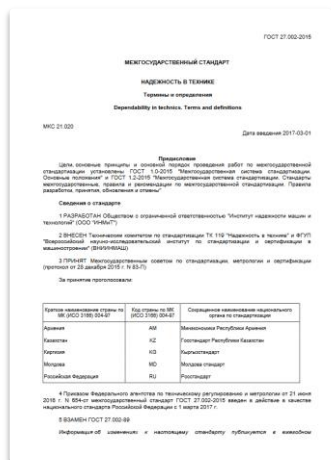 ГОСТ 27.002-2015
МЕЖГОСУДАРСТВЕННЫЙ СТАНДАРТ
НАДЕЖНОСТЬ В ТЕХНИКЕ
Термины и определения
Dependability in technics. Terms and definitions
МКС 21.020
Дата введения 2017-03-01
Предисловие
Цели, основные принципы и основной порядок проведения работ по межгосударственной
стандартизации установлены ГОСТ 1.0-2015 "Межгосударственная система стандартизации.
Основные положения" и ГОСТ 1.2-2015 "Межгосударственная система стандартизации. Стандарты
межгосударственные, правила и рекомендации по межгосударственной стандартизации. Правила
разработки, принятия, обновления и отмены"
Сведения о стандарте
1 РАЗРАБОТАН Обществом с ограниченной ответственностью "Институт надежности машин и
технологий" (ООО "ИНМиТ")
2 ВНЕСЕН Техническим комитетом по стандартизации ТК 119 "Надежность в технике" и ФГУП
"Всероссийский научно-исследовательский институт по стандартизации и сертификации в
машиностроении" (ВНИИНМАШ)
3 ПРИНЯТ Межгосударственным советом по стандартизации, метрологии и сертификации
(протокол от 28 декабря 2015 г. N 83-П)
За принятие проголосовали:
Краткое наименование страны по МК (ИСО 3166) 004-97
Код страны по МК (ИСО 3166) 004-97
Сокращенное наименование национального органа по стандартизации
Армения AM Минэкономики Республики Армения
Казахстан KZ Госстандарт Республики Казахстан
Киргизия KG Кыргызстандарт
Молдова MD Молдова-стандарт
Российская Федерация RU Росстандарт
4 Приказом Федерального агентства по техническому регулированию и метрологии от 21 июня
2016 г. N 654-ст межгосударственный стандарт ГОСТ 27.002-2015 введен в действие в качестве
национального стандарта Российской Федерации с 1 марта 2017 г.
5 ВЗАМЕН ГОСТ 27.002-89
Информация об изменениях к настоящему стандарту публикуется в ежегодном